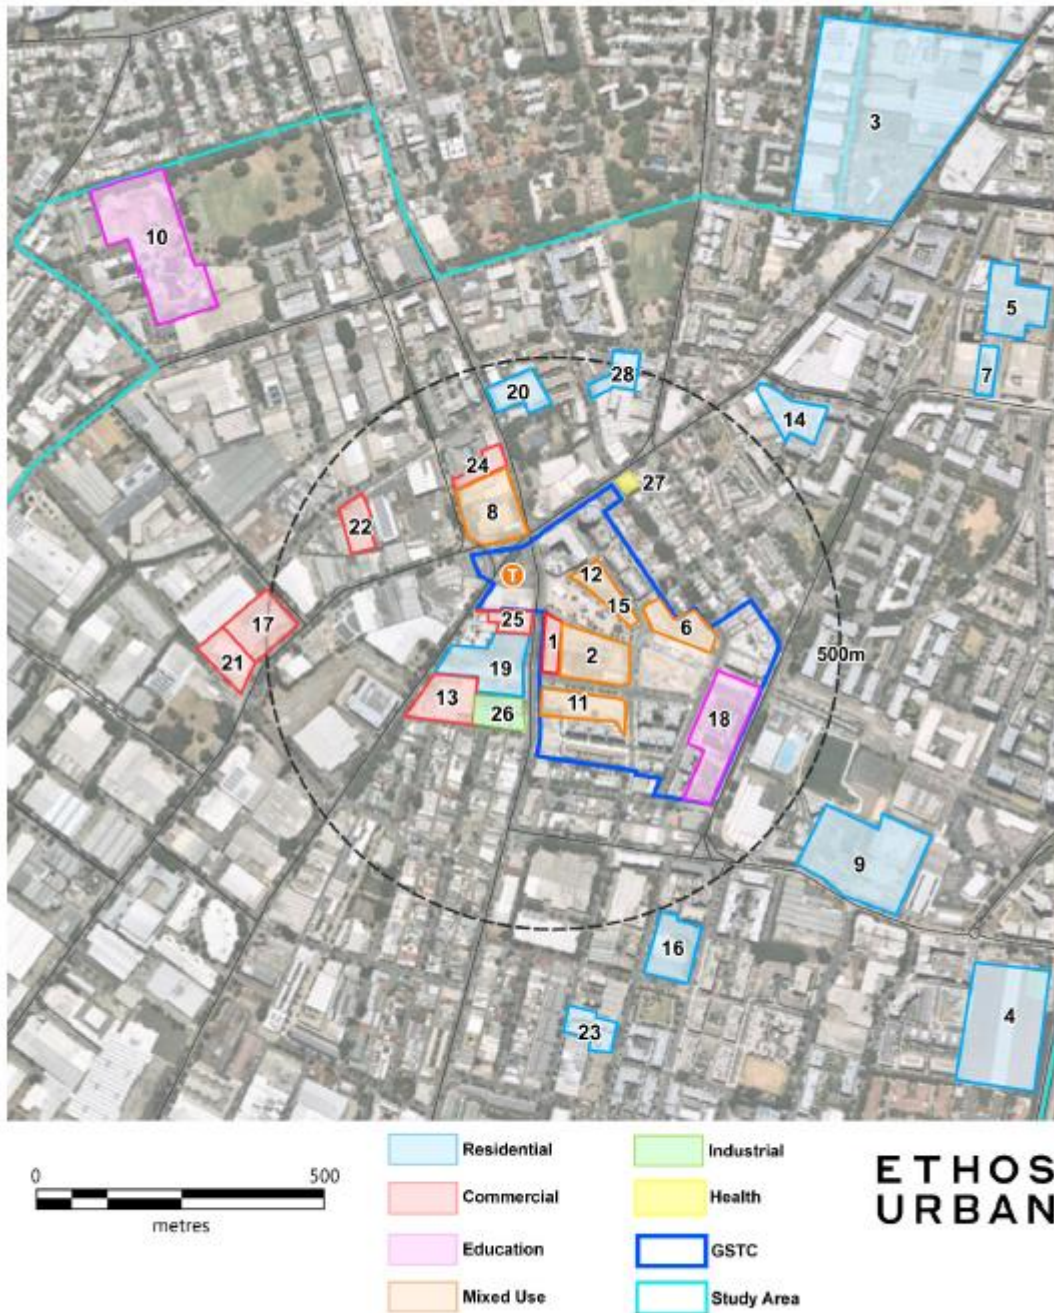 3
10
5
7
28
20
14
24
27
8
22
T
12
15
17
25
6
1
2
500m
21
19
13
11
18
26
9
16
4
23
0 500
metres
Residential
Commercial
Education
Mixed Use
Industrial
Health
GSTC
Study Area
ETHOS
URBAN